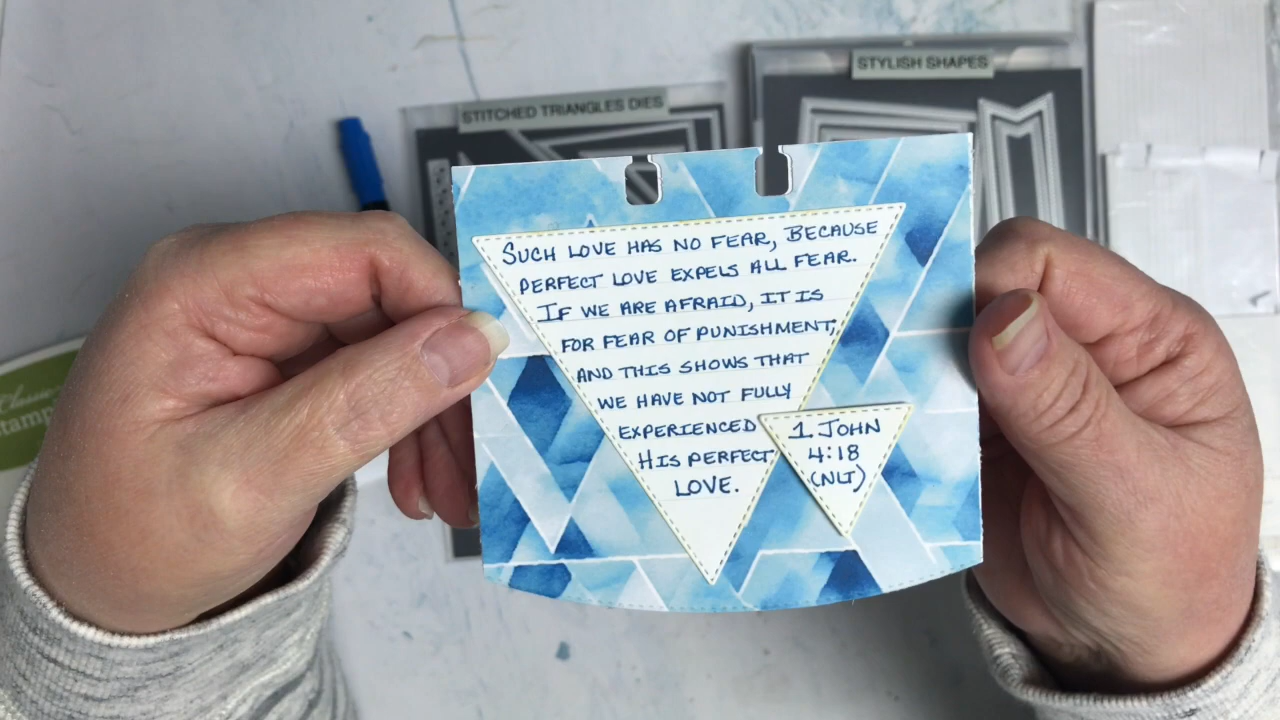 STYLISH SHAPES
STITCHED TRIANGLES DIES
SUCH LOVE HAS NO FEAR, BECAUSE
PERFECT LOVE EXPELS ALL FEAR.
IF WE ARE AFRAID, IT IS
FOR FEAR OF PUNISHMENT;
AND THIS SHOWS THAT
WE HAVE NOT FULLY
EXPERIENCED
HIS PERFECT
LOVE.
1 JOHN
4:18
(NLT)
Classic
Stamp